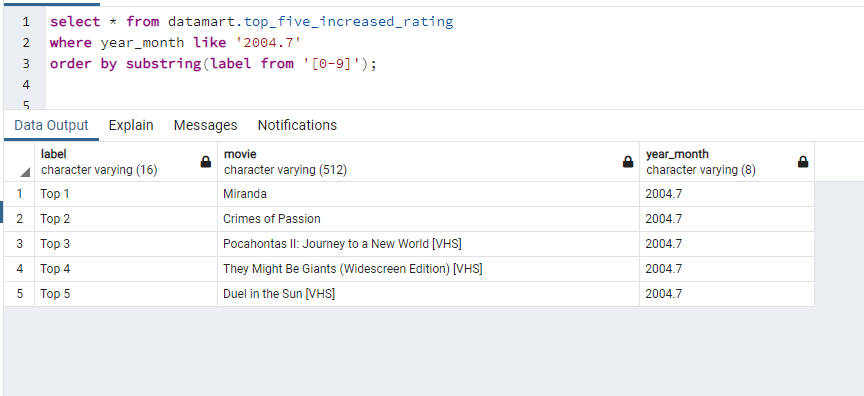 1 select * from datamart.top_five_increased_rating
2 where year_month like '2004.7'
3 order by substring(label from '[0-9]');
4
5
Data Output Explain Messages Notifications
label movie year_month
character varying (16) character varying (512) character varying (8)
1 Top 1 Miranda 2004.7
2 Top 2 Crimes of Passion 2004.7
3 Top 3 Pocahontas II: Journey to a New World [VHS] 2004.7
4 Top 4 They Might Be Giants (Widescreen Edition) [VHS] 2004.7
5 Top 5 Duel in the Sun [VHS] 2004.7